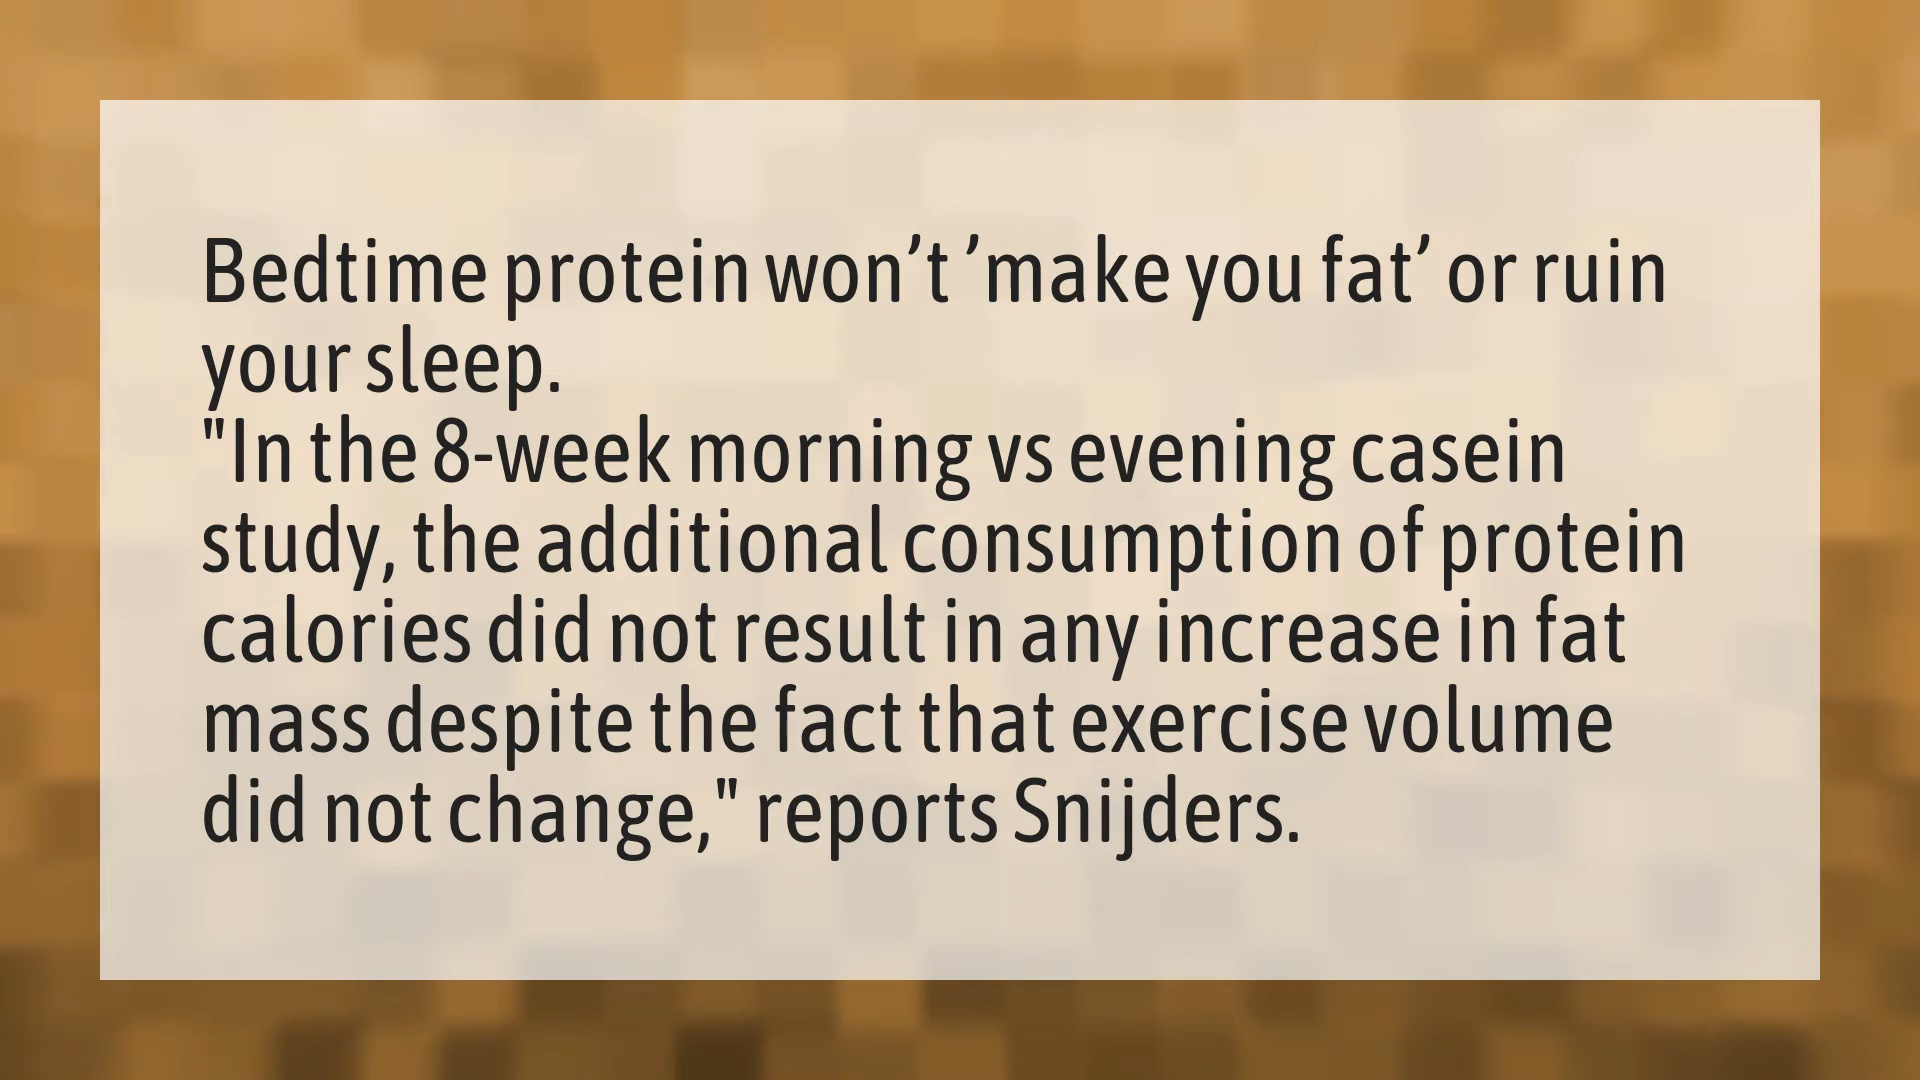 Bedtime protein won’t ’make you fat’ or ruin
your sleep.
"In the 8-week morning vs evening casein
study, the additional consumption of protein
calories did not result in any increase in fat
mass despite the fact that exercise volume
did not change," reports Snijders.